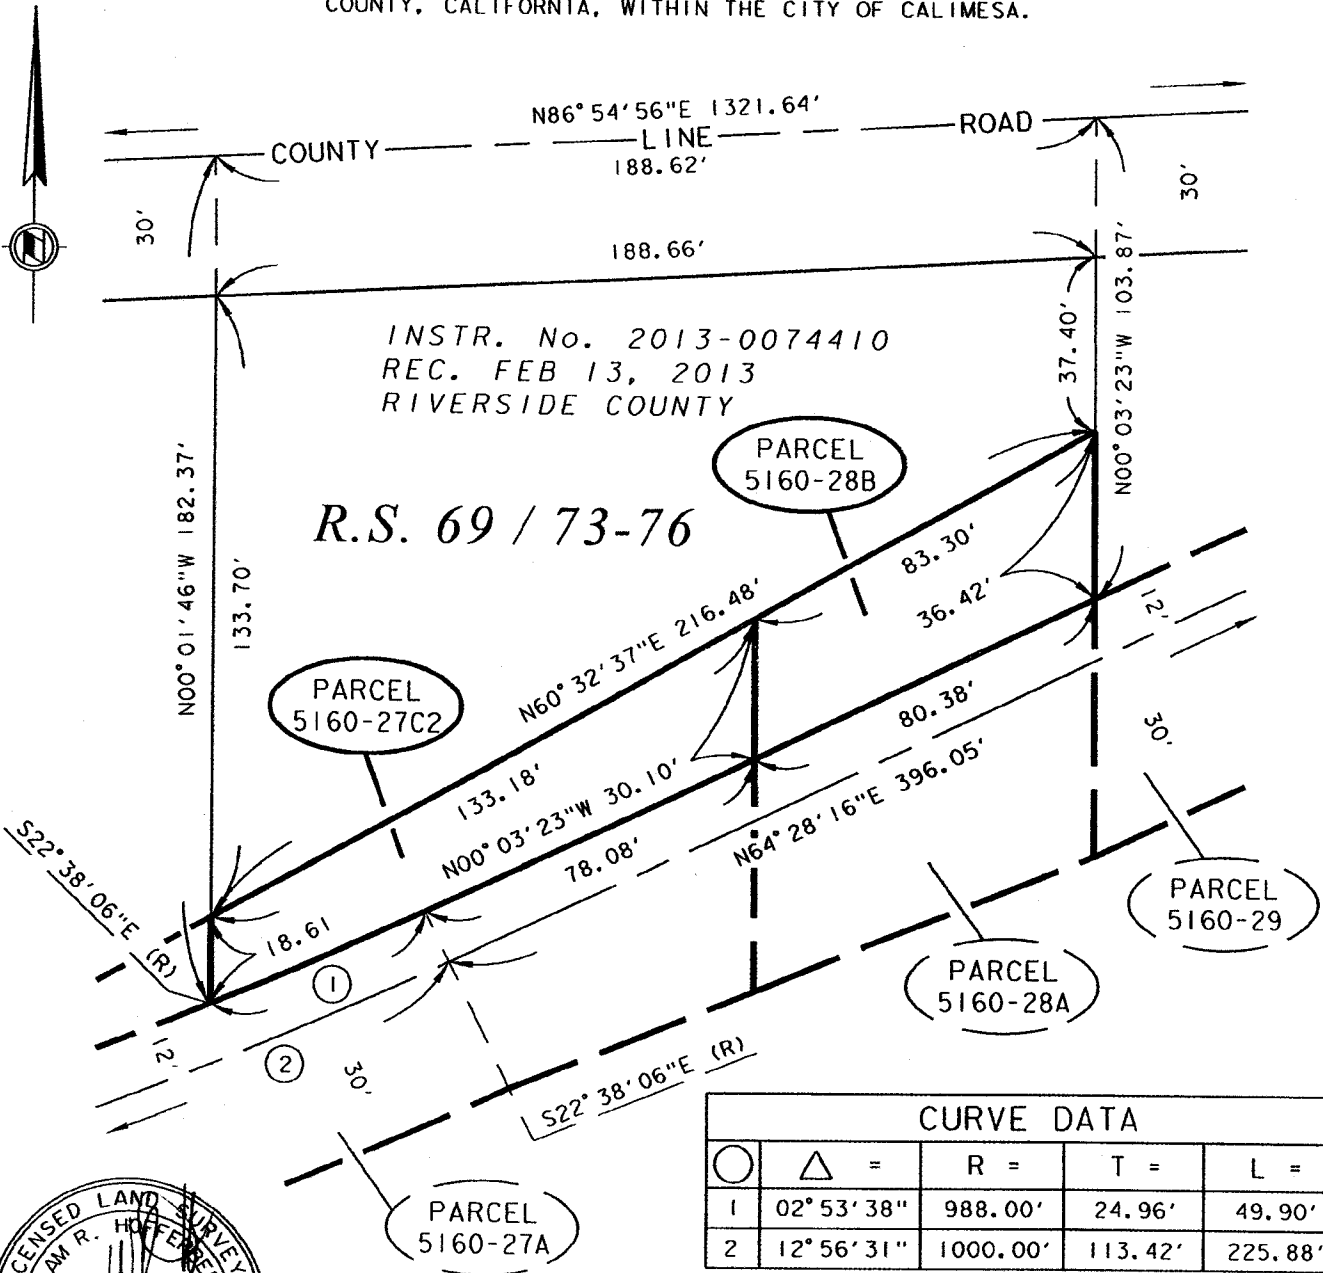 COUNTY, CALIFORNIA, WITHIN THE CITY OF CALIMESA.
N86°54'56"E 1321.64'
COUNTY LINE ROAD
188.62'
30'
30'
188.66'
INSTR. No. 2013-0074410
REC. FEB 13, 2013
RIVERSIDE COUNTY
37.40'
N00°03'23"W 103.87'
PARCEL
5160-28B
R.S. 69 / 73-76
N00°01'46"W 182.37'
133.70'
83.30'
36.42'
N60°32'37"E 216.48'
12'
PARCEL
5160-27C2
80.38'
30'
133.18'
N00°03'23"W 30.10'
78.08'
N64°28'16"E 396.05'
S22°38'06"E (R)
PARCEL
5160-29
18.61
1
PARCEL
5160-28A
12'
2
30'
S22°38'06"E (R)
PARCEL
5160-27A
CURVE DATA
△ = R = T = L =
1 02°53'38" 988.00' 24.96' 49.90'
2 12°56'31" 1000.00' 113.42' 225.88'
CENSED LAND SURVEY
AM R. HOFFERBE